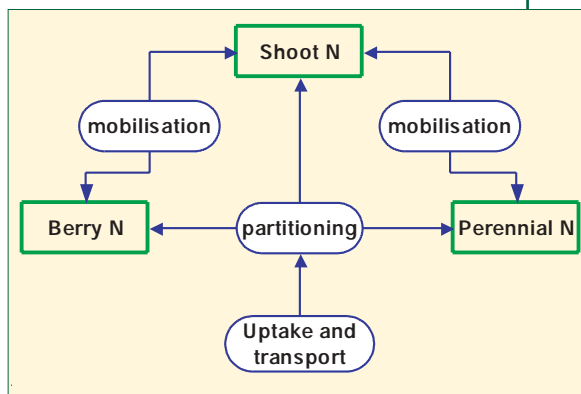 Shoot N
mobilisation
mobilisation
Berry N
partitioning
Perennial N
Uptake and
transport